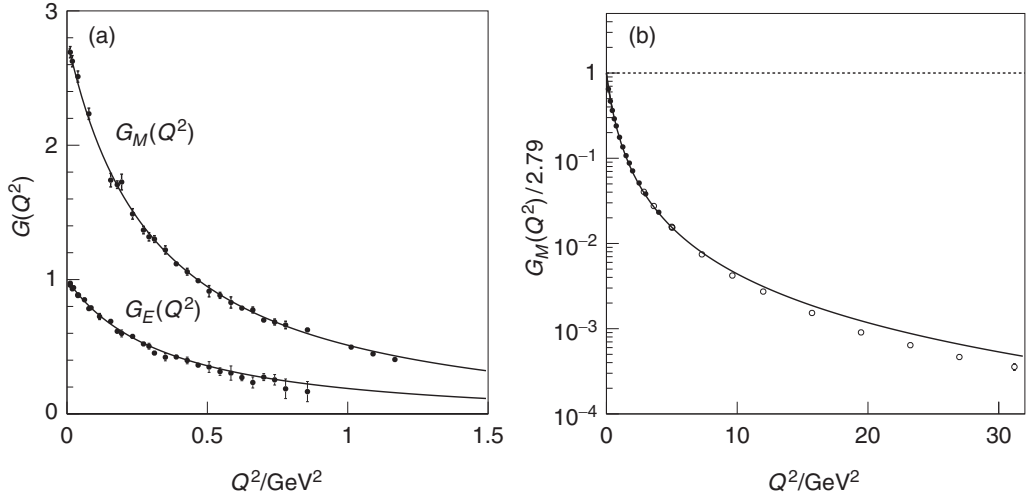 (a)
G(Q²)
3
2
1
0
G_M(Q²)
G_E(Q²)
0
0.5
1
1.5
Q²/GeV²
(b)
G_M(Q²)/2.79
1
10⁻¹
10⁻²
10⁻³
10⁻⁴
0
10
20
30
Q²/GeV²